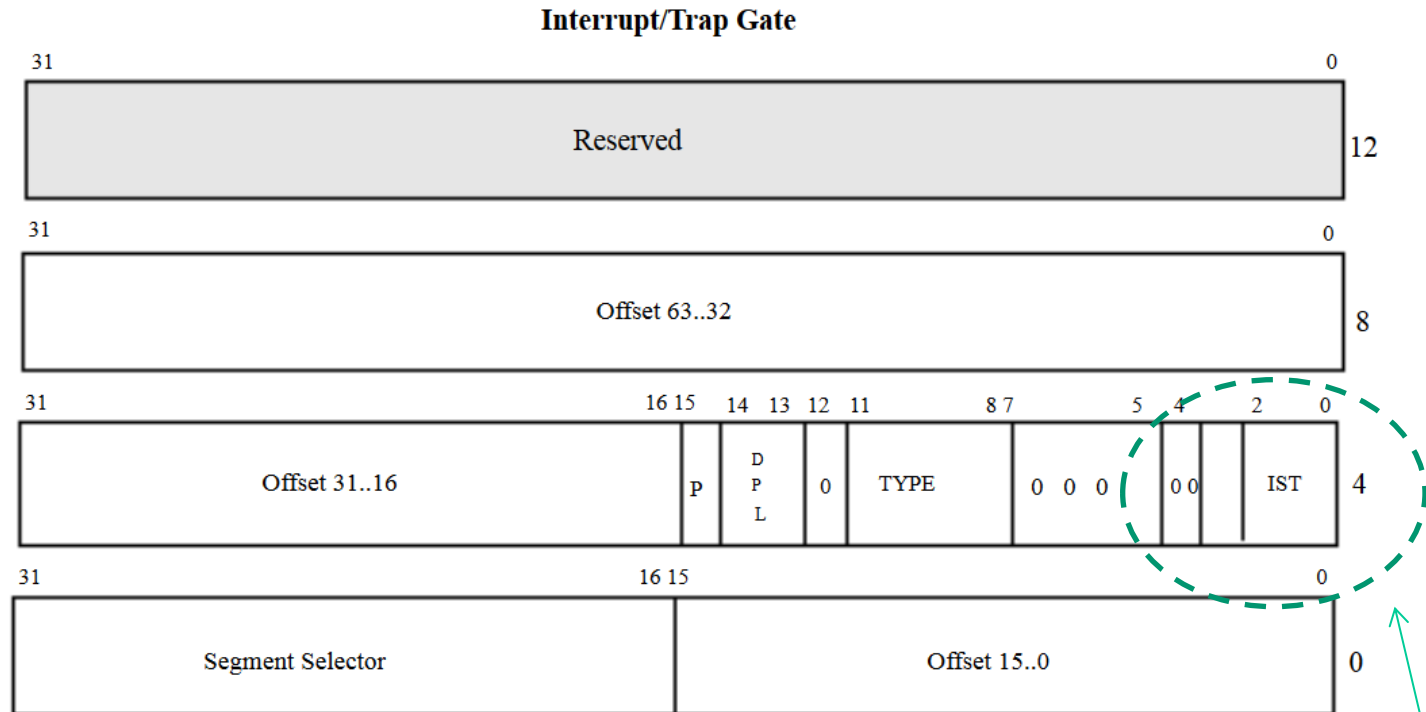 Interrupt/Trap Gate
31 0
Reserved
12
31 0
Offset 63..32
8
31 16 15 14 13 12 11 8 7 5 4 2 0
Offset 31..16 P D P L 0 TYPE 0 0 0 0 0 IST
4
31 16 15 0
Segment Selector Offset 15..0
0